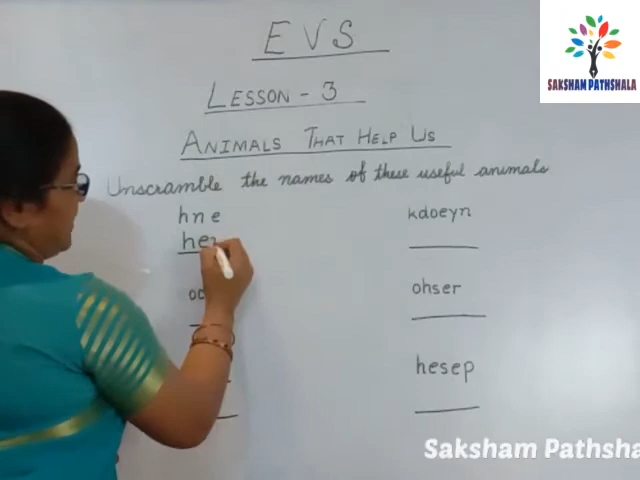 EVS
LESSON - 3
ANIMALS THAT HELP US
Unscramble the names of these useful animals
hne kdoeyn
ohser
hesep
SAKSHAM PATHSHALA